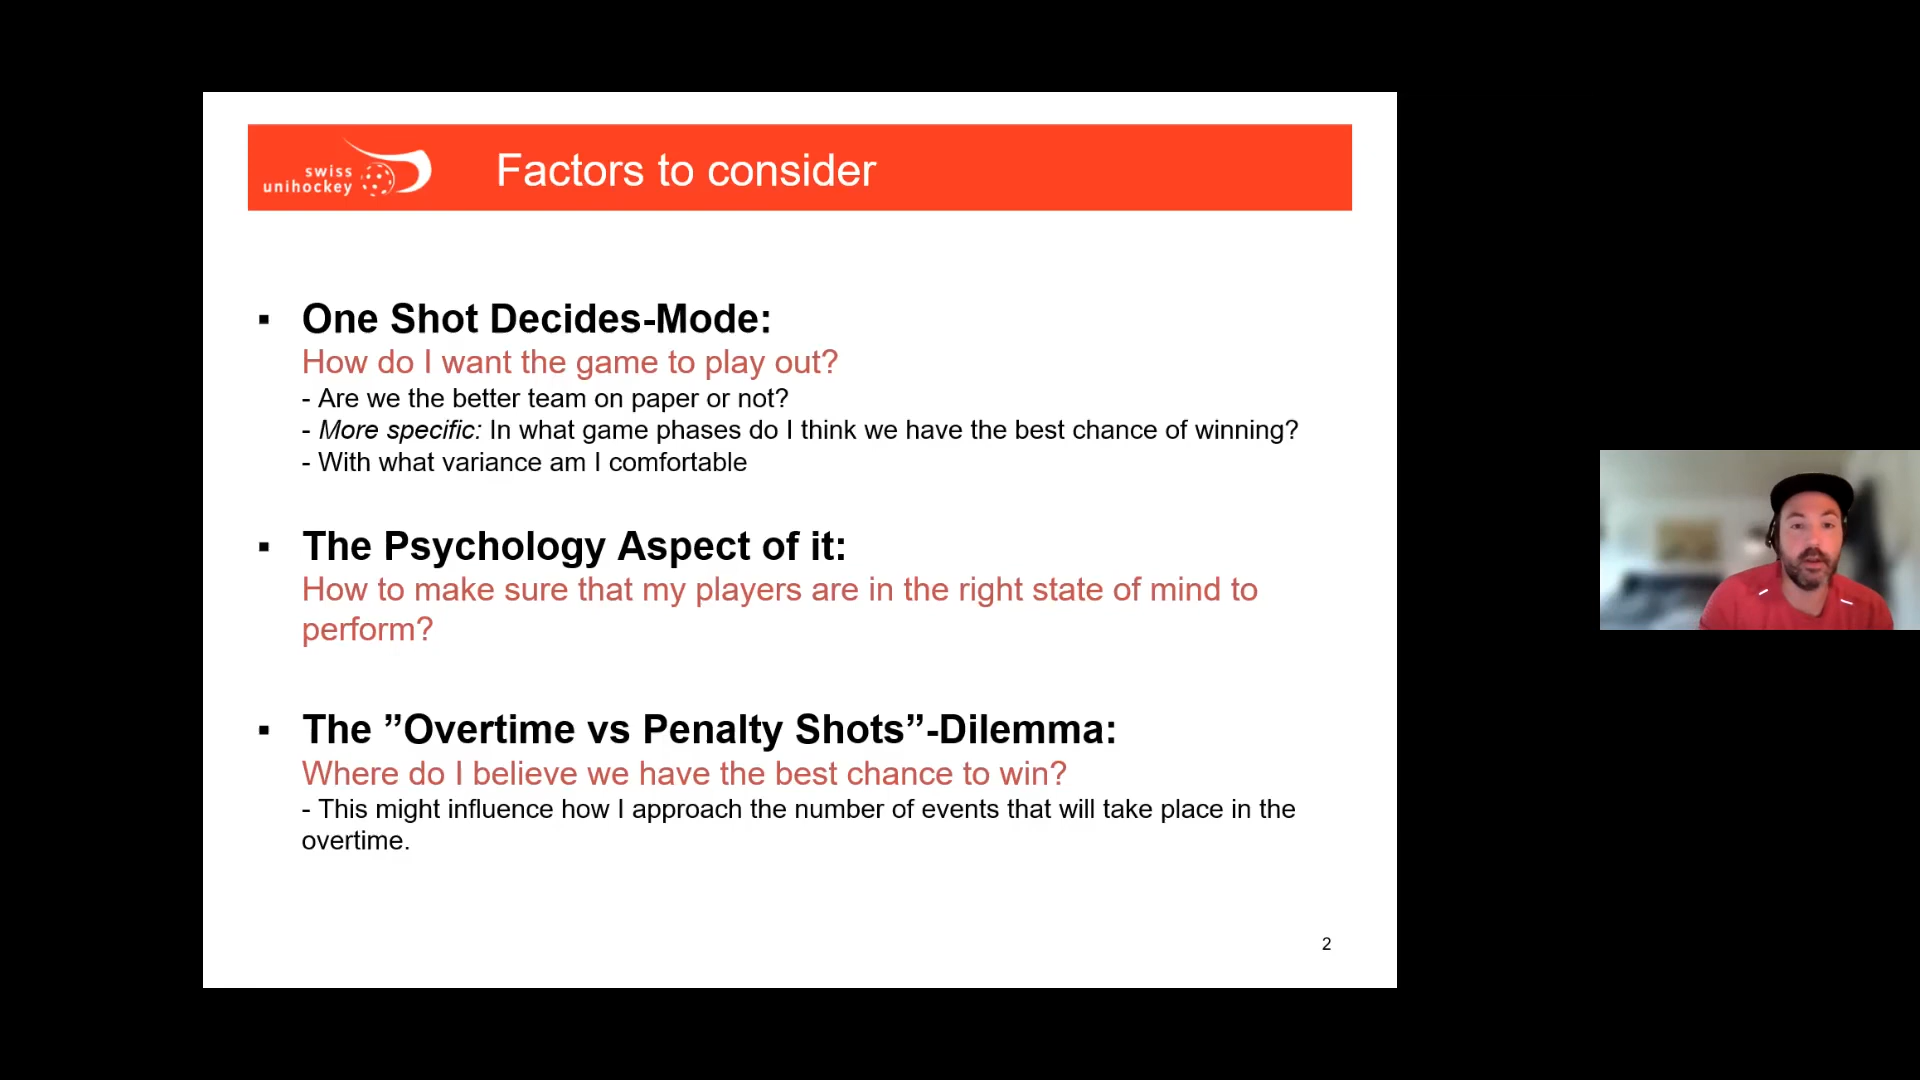 swiss
unihockey
Factors to consider
▪ One Shot Decides-Mode:
How do I want the game to play out?
- Are we the better team on paper or not?
- More specific: In what game phases do I think we have the best chance of winning?
- With what variance am I comfortable
▪ The Psychology Aspect of it:
How to make sure that my players are in the right state of mind to
perform?
▪ The ”Overtime vs Penalty Shots”-Dilemma:
Where do I believe we have the best chance to win?
- This might influence how I approach the number of events that will take place in the
overtime.
2